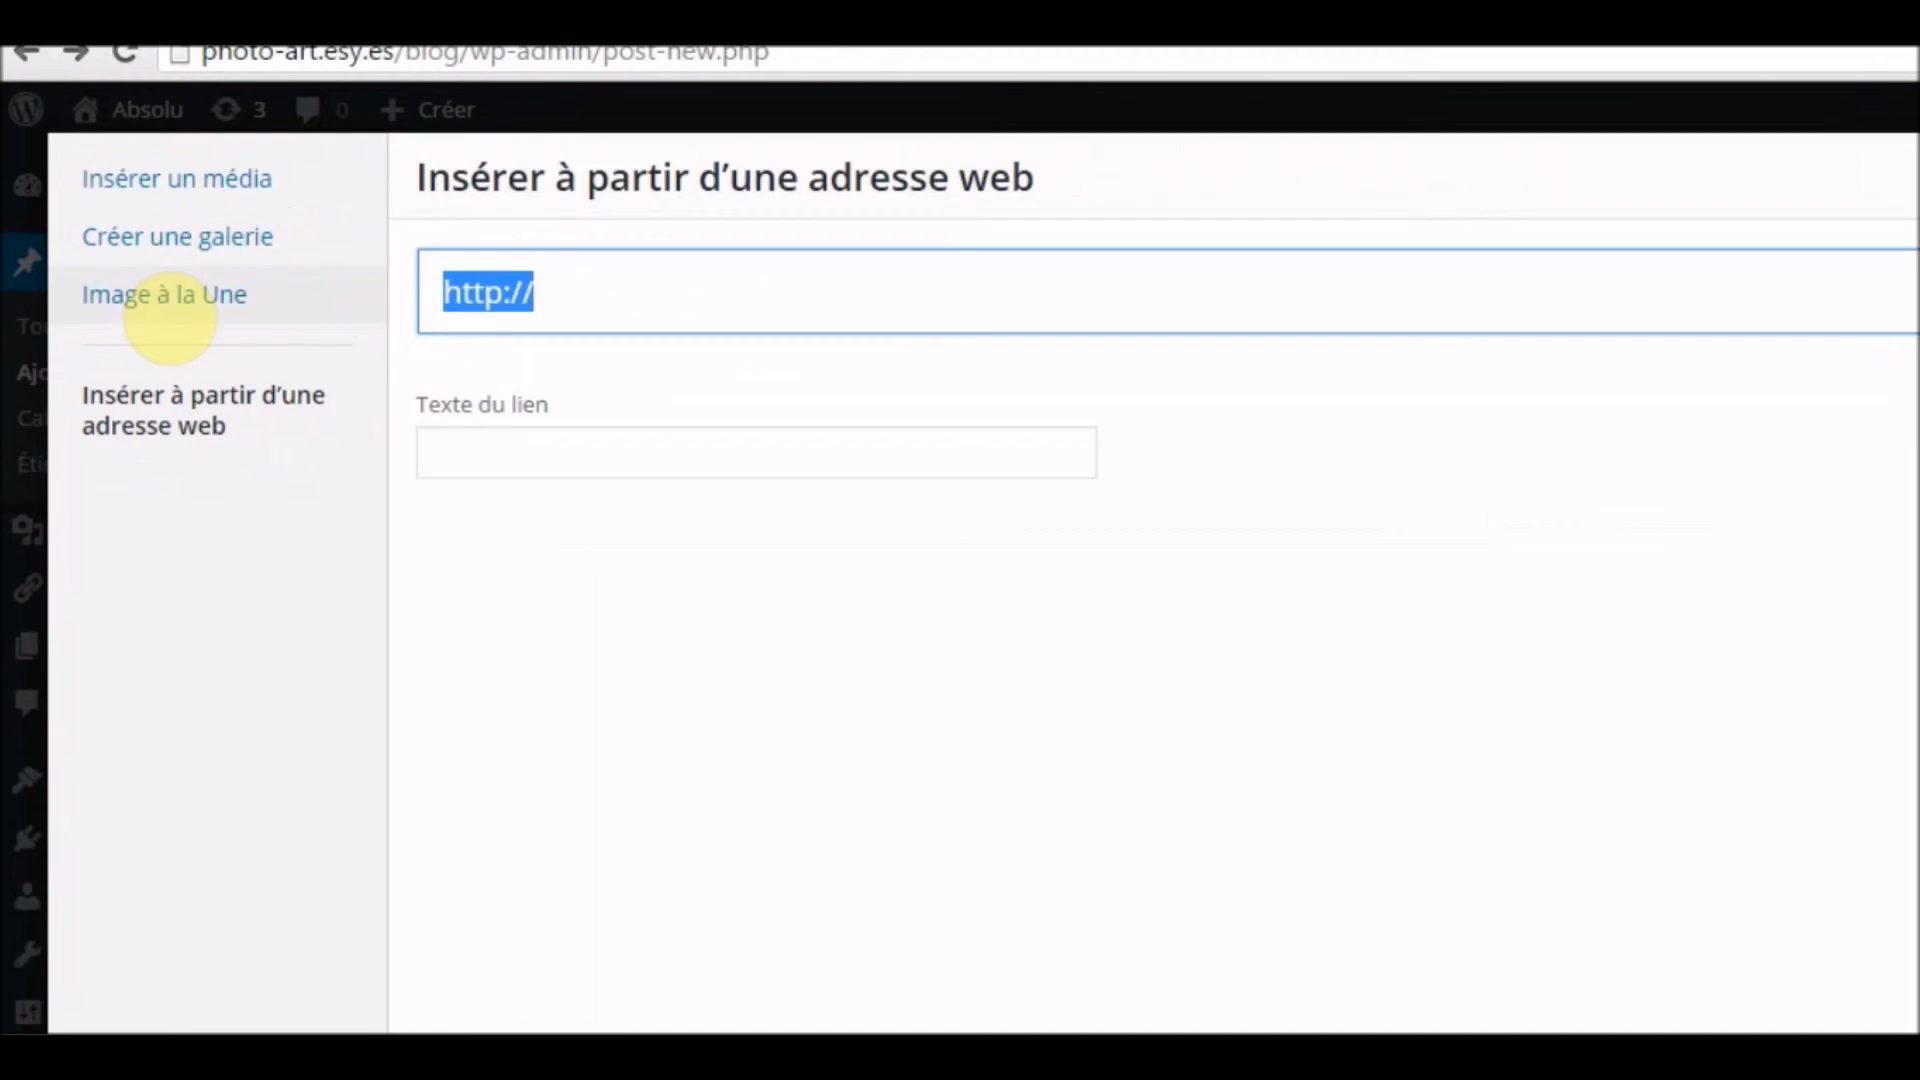 photo-art.esy.es/blog/wp-admin/post-new.php
Absolu 3 0 Créer
Insérer un média
Créer une galerie
Image à la Une
Insérer à partir d’une
adresse web
Insérer à partir d’une adresse web
http://
Texte du lien